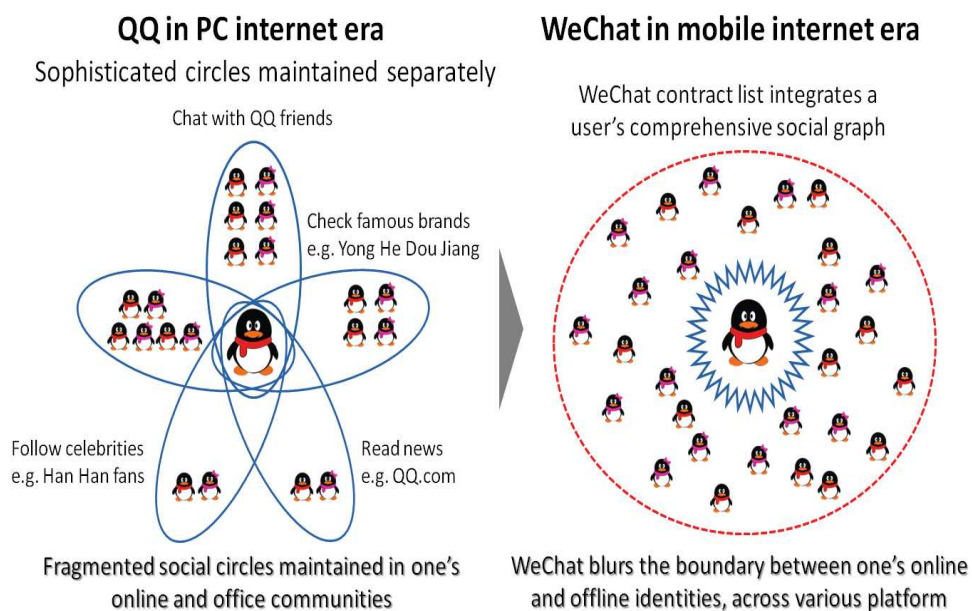 QQ in PC internet era
Sophisticated circles maintained separately
Chat with QQ friends
Check famous brands
e.g. Yong He Dou Jiang
Follow celebrities
e.g. Han Han fans
Read news
e.g. QQ.com
Fragmented social circles maintained in one's
online and office communities
WeChat in mobile internet era
WeChat contract list integrates a
user's comprehensive social graph
WeChat blurs the boundary between one's online
and offline identities, across various platform